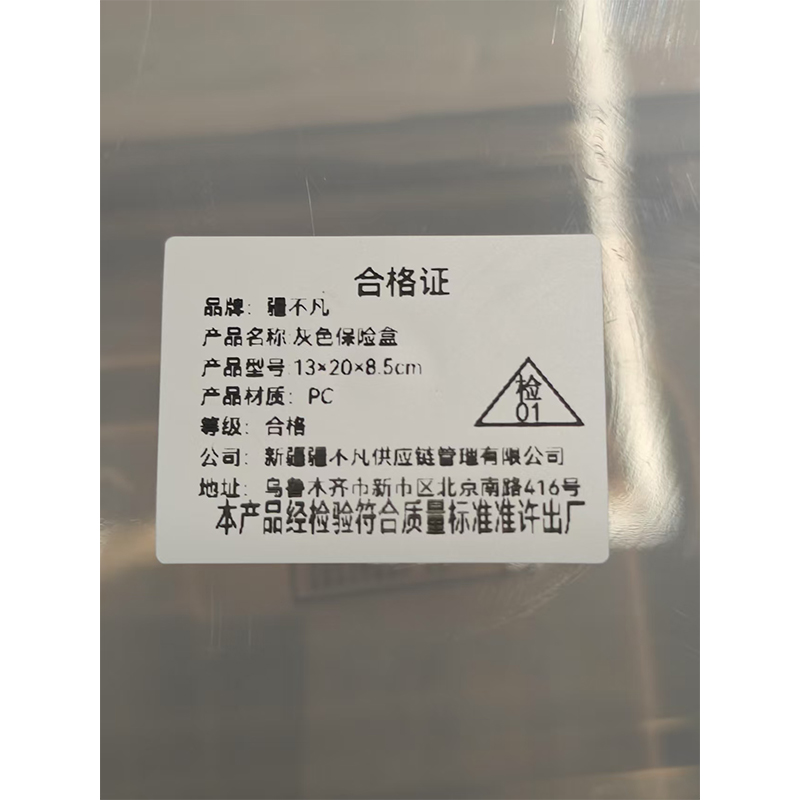 合格证
品牌: 疆不凡
产品名称:灰色保险盒
产品型号:13×20×8.5cm
产品材质: PC
等级: 合格
检
01
公司: 新疆疆不凡供应链管理有限公司
地址: 乌鲁木齐市新市区北京南路416号
本产品经检验符合质量标准准许出厂